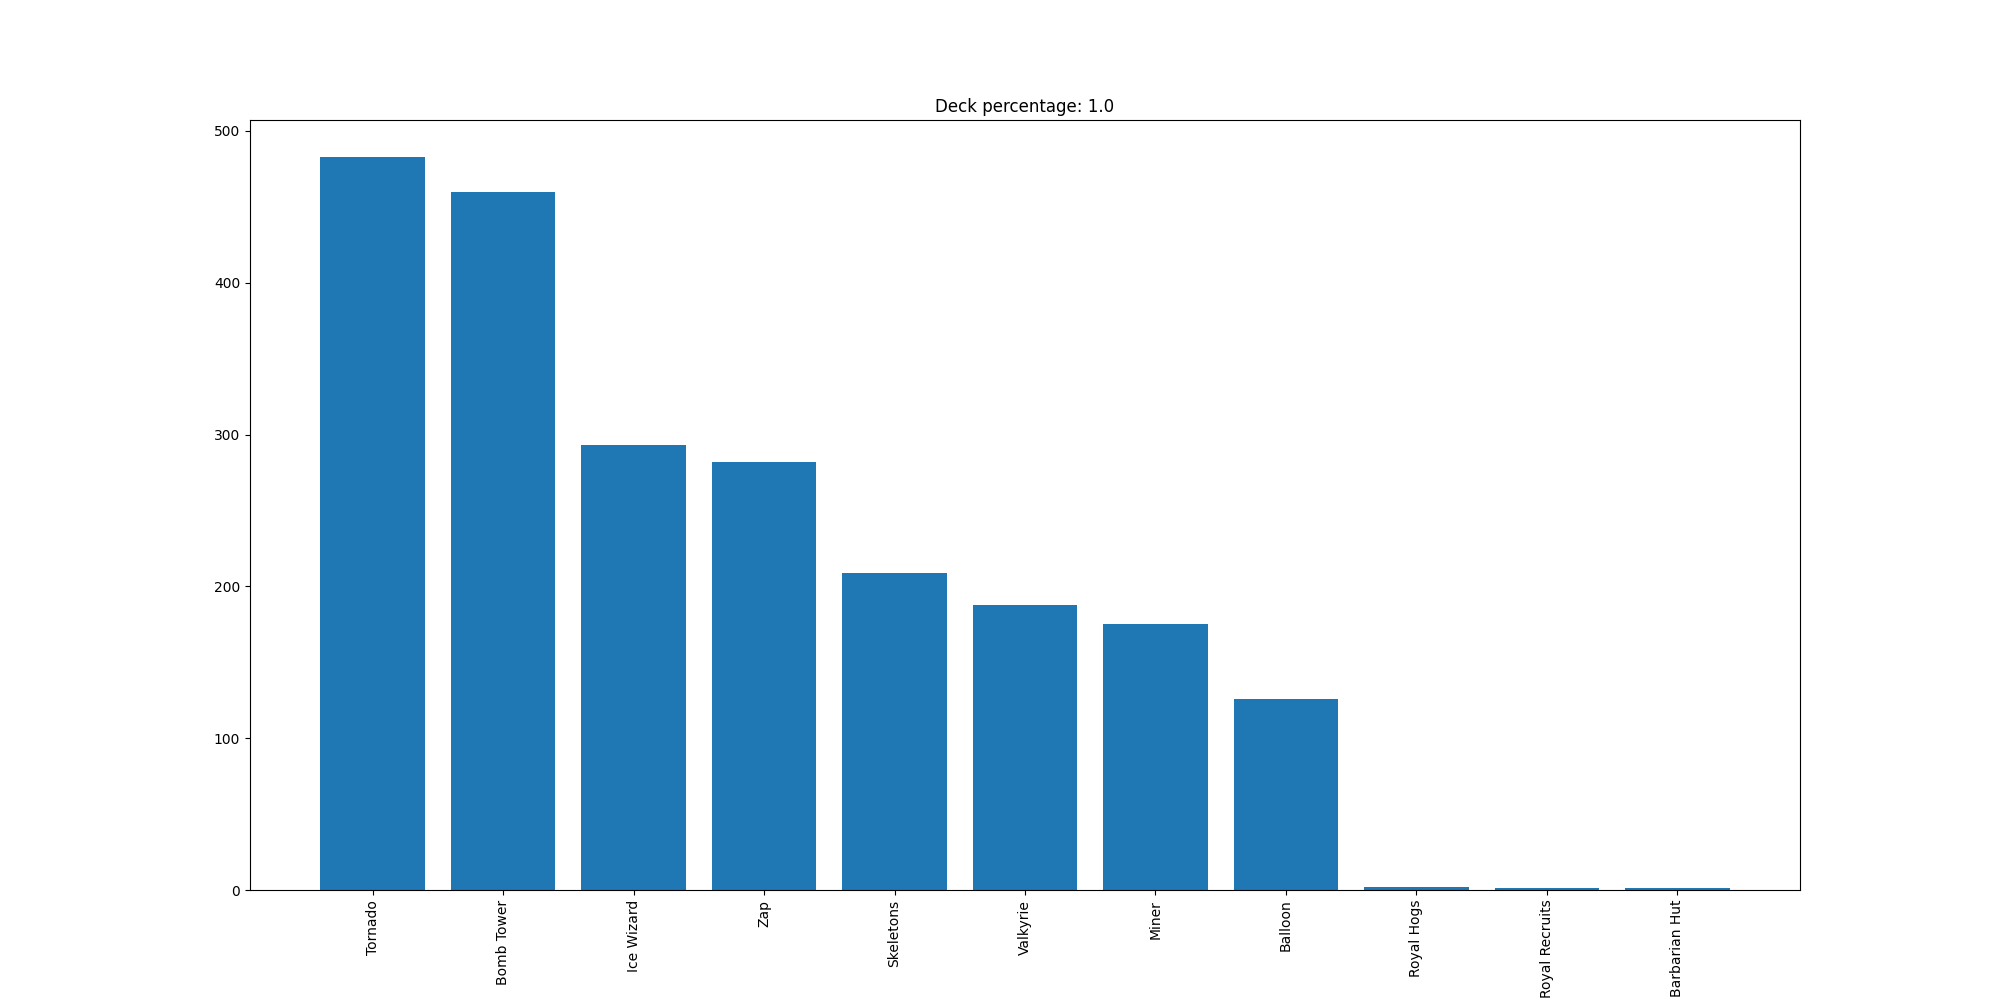 Deck percentage: 1.0
500
400
300
200
100
0
Tornado
Bomb Tower
Ice Wizard
Zap
Skeletons
Valkyrie
Miner
Balloon
Royal Hogs
Royal Recruits
Barbarian Hut